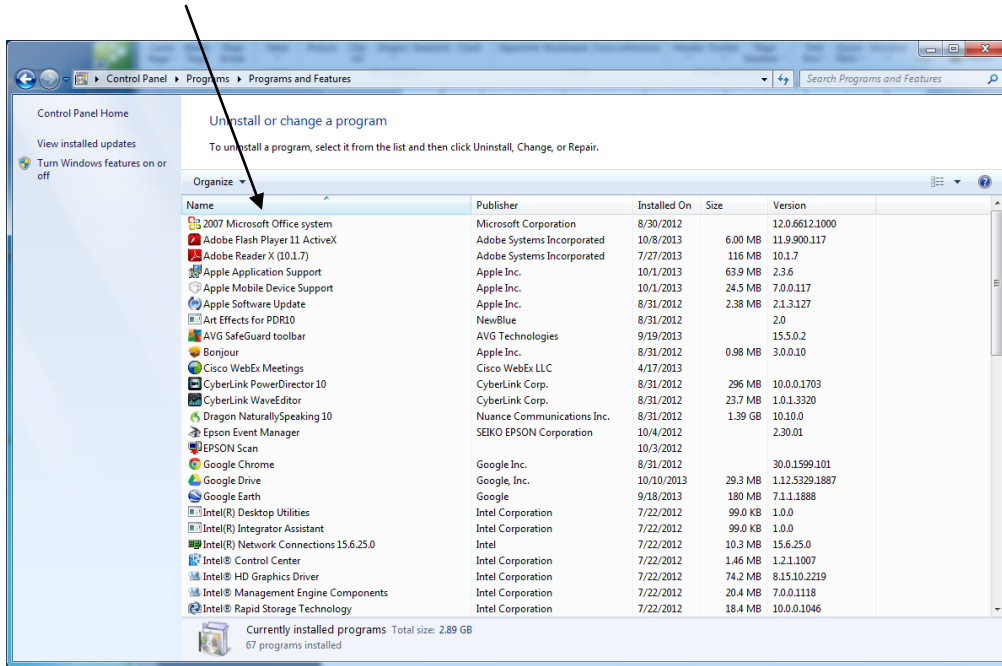 Control Panel ▸ Programs ▸ Programs and Features
Search Programs and Features
Control Panel Home
View installed updates
Turn Windows features on or
off
Uninstall or change a program
To uninstall a program, select it from the list and then click Uninstall, Change, or Repair.
Organize
Name Publisher Installed On Size Version
2007 Microsoft Office system Microsoft Corporation 8/30/2012 12.0.6612.1000
Adobe Flash Player 11 ActiveX Adobe Systems Incorporated 10/8/2013 6.00 MB 11.9.900.117
Adobe Reader X (10.1.7) Adobe Systems Incorporated 7/27/2013 116 MB 10.1.7
Apple Application Support Apple Inc. 10/1/2013 63.9 MB 2.3.6
Apple Mobile Device Support Apple Inc. 10/1/2013 24.5 MB 7.0.0.117
Apple Software Update Apple Inc. 8/31/2012 2.38 MB 2.1.3.127
Art Effects for PDR10 NewBlue 8/31/2012 2.0
AVG SafeGuard toolbar AVG Technologies 9/19/2013 15.5.0.2
Bonjour Apple Inc. 8/31/2012 0.98 MB 3.0.0.10
Cisco WebEx Meetings Cisco WebEx LLC 4/17/2013
CyberLink PowerDirector 10 CyberLink Corp. 8/31/2012 296 MB 10.0.0.1703
CyberLink WaveEditor CyberLink Corp. 8/31/2012 23.7 MB 1.0.1.3320
Dragon NaturallySpeaking 10 Nuance Communications Inc. 8/31/2012 1.39 GB 10.10.0
Epson Event Manager SEIKO EPSON Corporation 10/4/2012 2.30.01
EPSON Scan 10/3/2012
Google Chrome Google Inc. 8/31/2012 30.0.1599.101
Google Drive Google, Inc. 10/10/2013 29.3 MB 1.12.5329.1887
Google Earth Google 9/18/2013 180 MB 7.1.1.1888
Intel(R) Desktop Utilities Intel Corporation 7/22/2012 99.0 KB 1.0.0
Intel(R) Integrator Assistant Intel Corporation 7/22/2012 99.0 KB 1.0.0
Intel(R) Network Connections 15.6.25.0 Intel 7/22/2012 10.3 MB 15.6.25.0
Intel® Control Center Intel Corporation 7/22/2012 1.46 MB 1.2.1.1007
Intel® HD Graphics Driver Intel Corporation 7/22/2012 74.2 MB 8.15.10.2219
Intel® Management Engine Components Intel Corporation 7/22/2012 20.4 MB 7.0.0.1118
Intel® Rapid Storage Technology Intel Corporation 7/22/2012 18.4 MB 10.0.0.1046
Currently installed programs Total size: 2.89 GB
67 programs installed